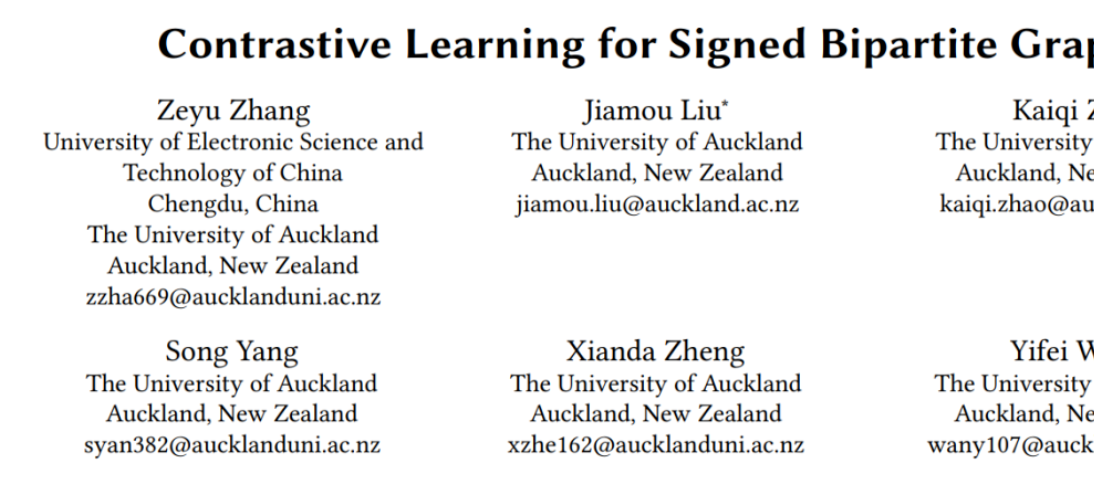 Contrastive Learning for Signed Bipartite
Zeyu Zhang
University of Electronic Science and
Technology of China
Chengdu, China
The University of Auckland
Auckland, New Zealand
zzha669@aucklanduni.ac.nz
Jiamou Liu*
The University of Auckland
Auckland, New Zealand
jiamou.liu@auckland.ac.nz
Kaiqi
The University
Auckland,
kaiqi.zhao@au
Song Yang
The University of Auckland
Auckland, New Zealand
syan382@aucklanduni.ac.nz
Xianda Zheng
The University of Auckland
Auckland, New Zealand
xzhe162@aucklanduni.ac.nz
Yifei
The University
Auckland,
wany107@auck